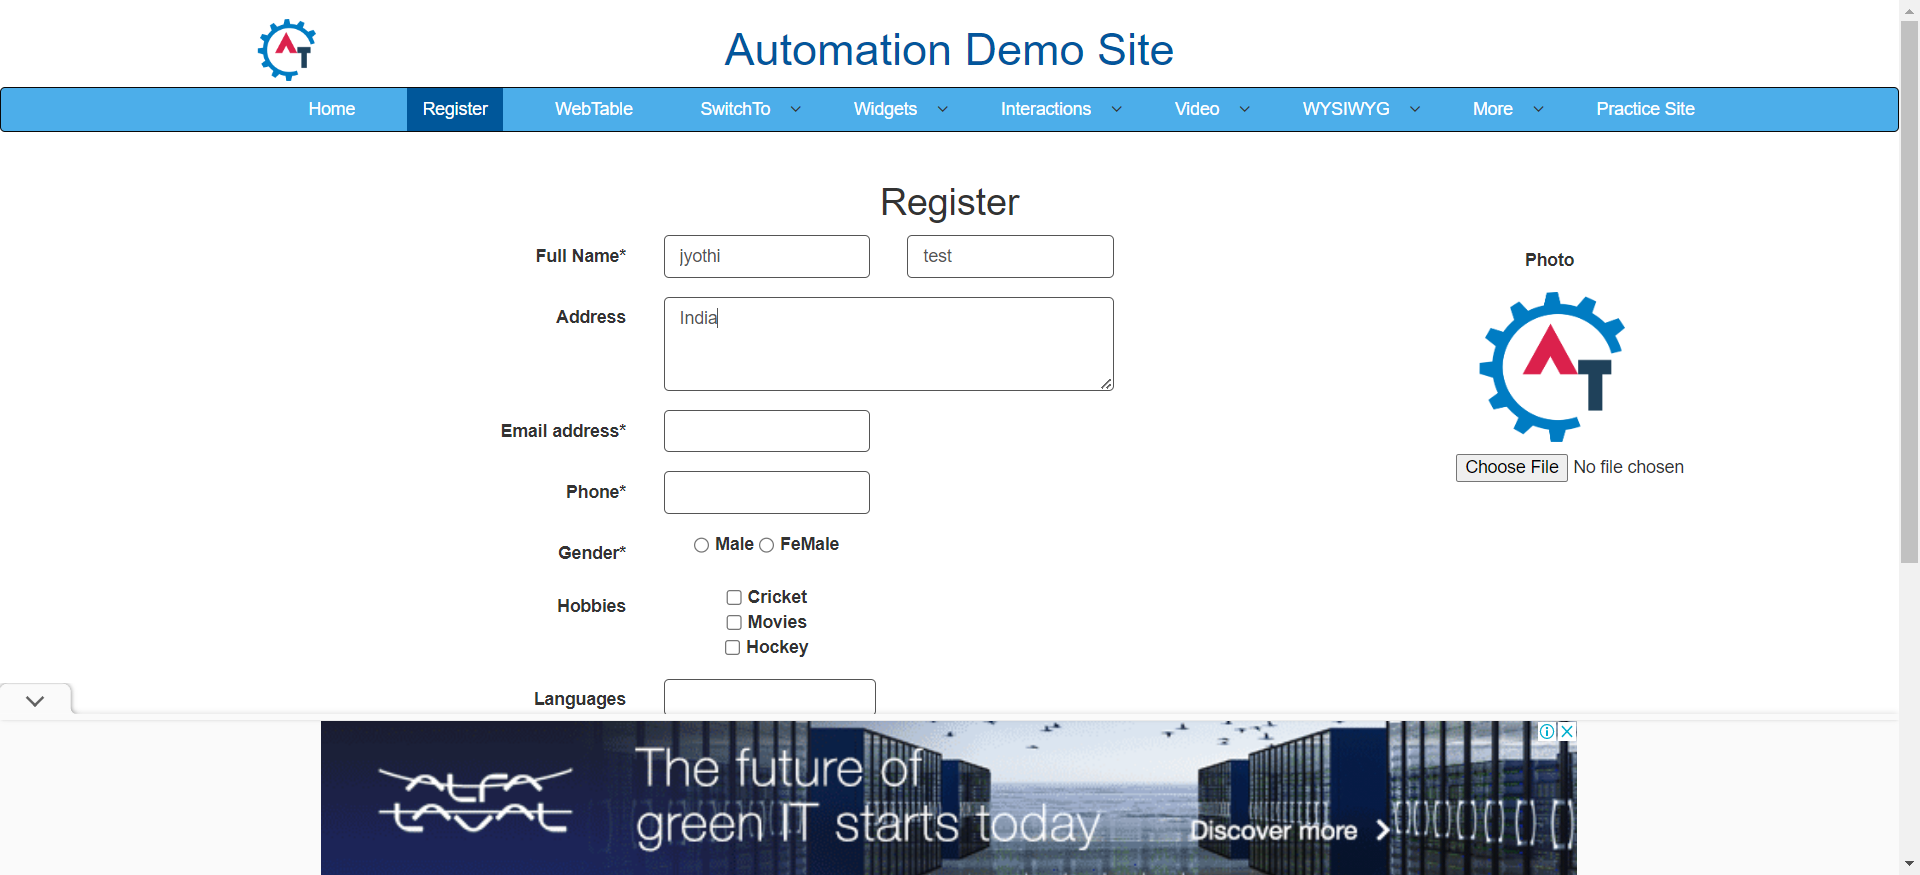 AT
Automation Demo Site
Home Register WebTable SwitchTo Widgets Interactions Video WYSIWYG More Practice Site
Register
Full Name* jyothi test
Photo
Address India
AT
Email address*
Choose File No file chosen
Phone*
Gender* Male FeMale
Hobbies Cricket
Movies
Hockey
Languages
ALFA
LAVAL
The future of
green IT starts today
Discover more